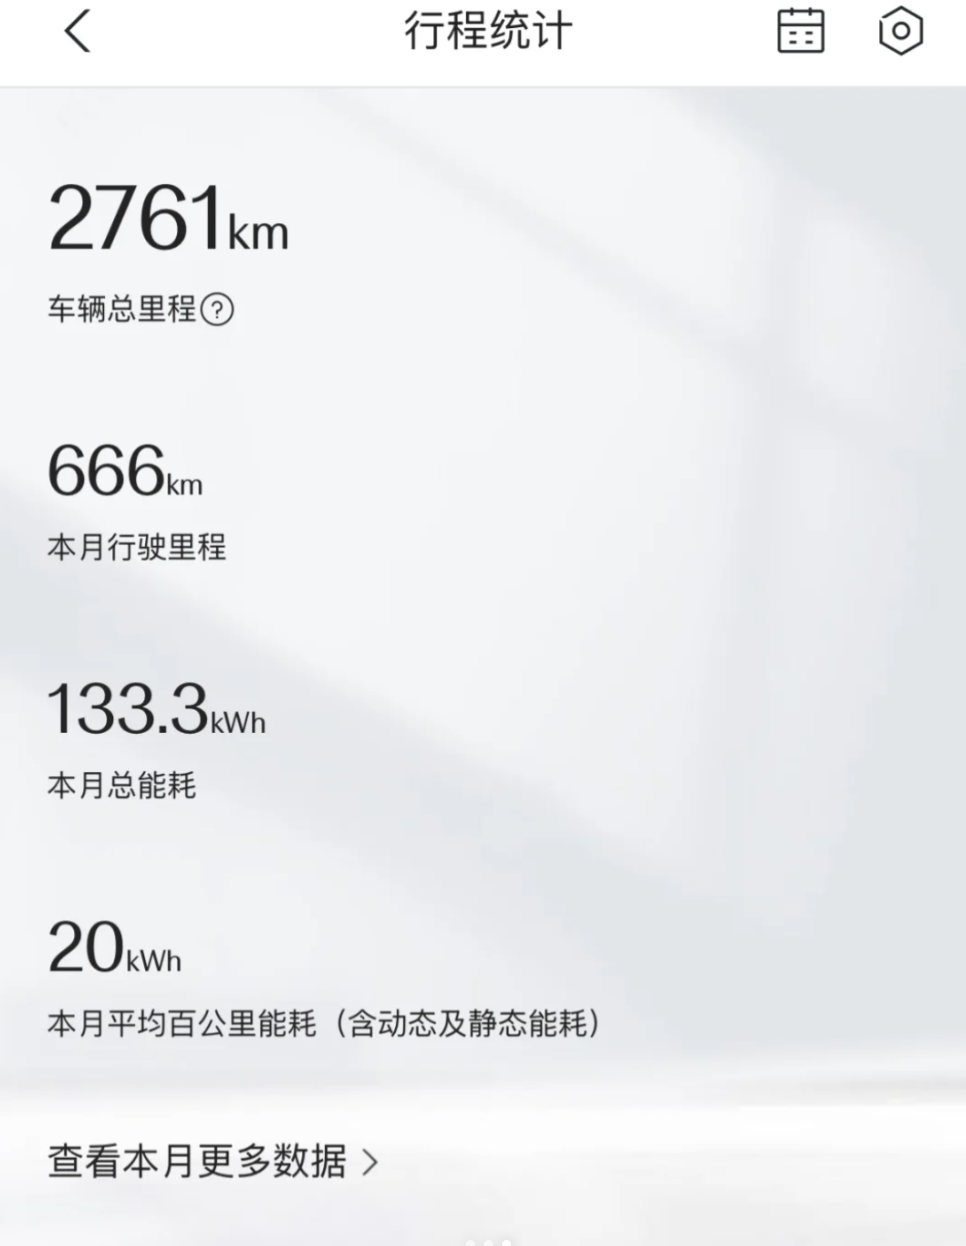 行程统计
2761km
车辆总里程?
666km
本月行驶里程
133.3kWh
本月总能耗
20kWh
本月平均百公里能耗（含动态及静态能耗）
查看本月更多数据 >